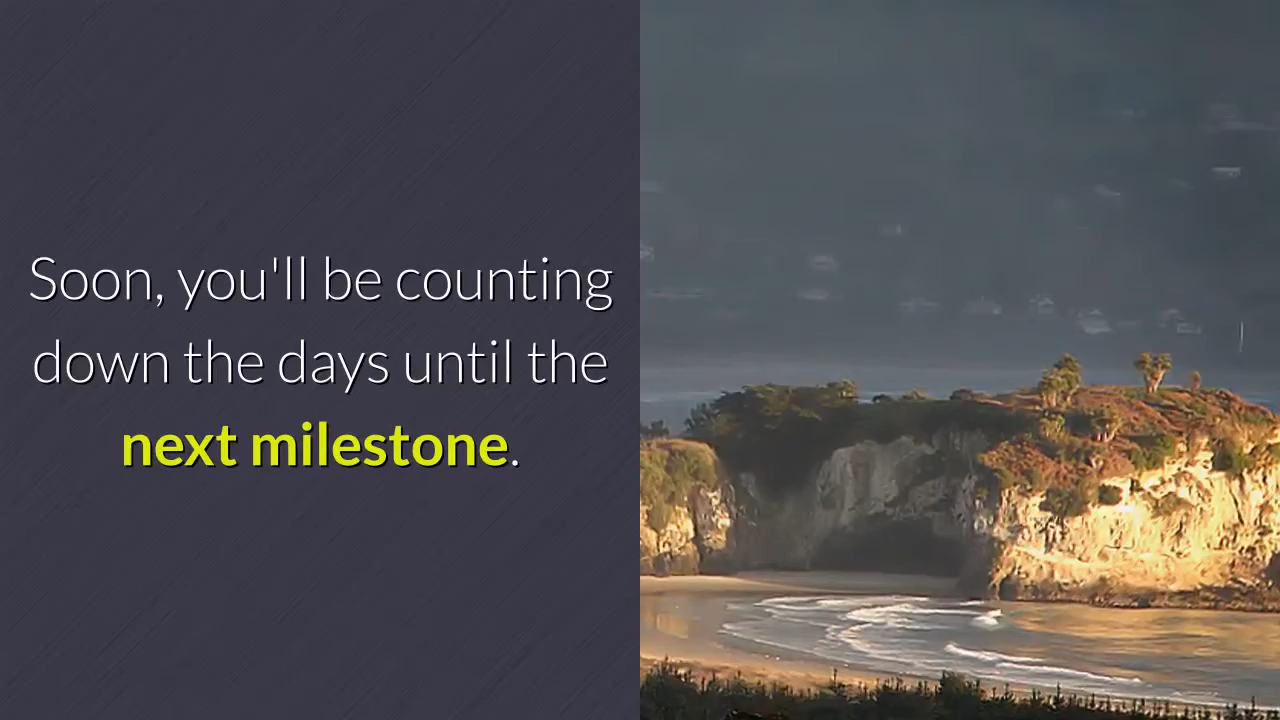 Soon, you'll be counting
down the days until the
next milestone.